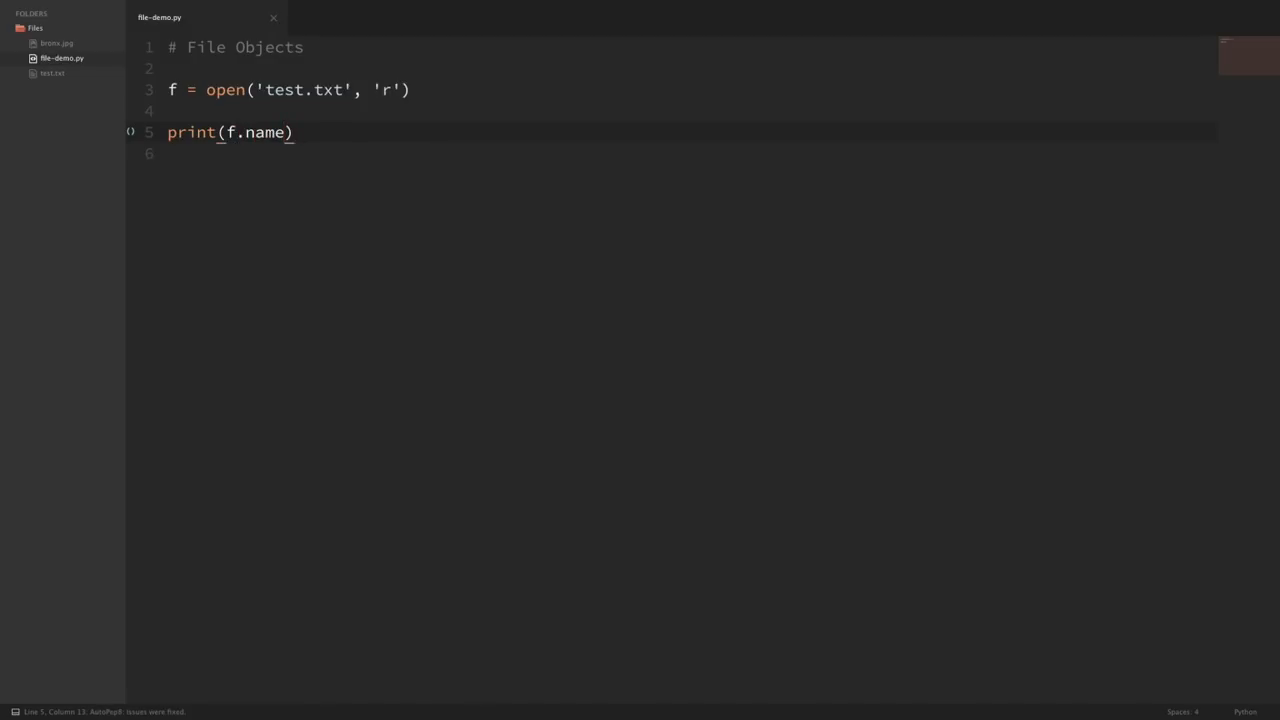 FOLDERS
Files
bronx.jpg
file-demo.py
test.txt
file-demo.py
1 # File Objects
2
3 f = open('test.txt', 'r')
4
5 print(f.name)
6
Line 5, Column 13; AutoPep8: issues were fixed.
Spaces: 4
Python